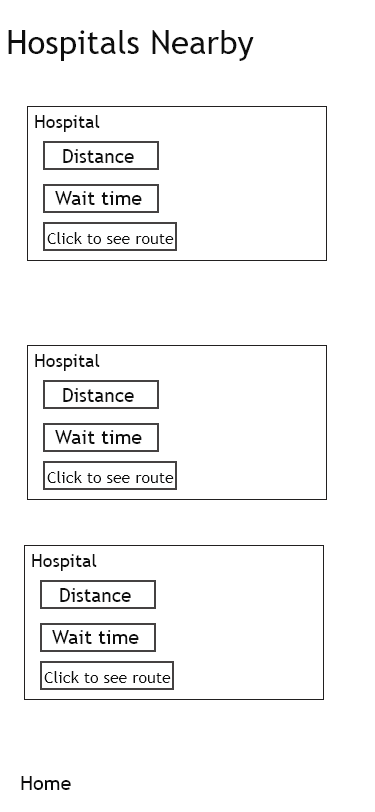 Hospitals Nearby
Hospital
Distance
Wait time
Click to see route
Hospital
Distance
Wait time
Click to see route
Hospital
Distance
Wait time
Click to see route
Home